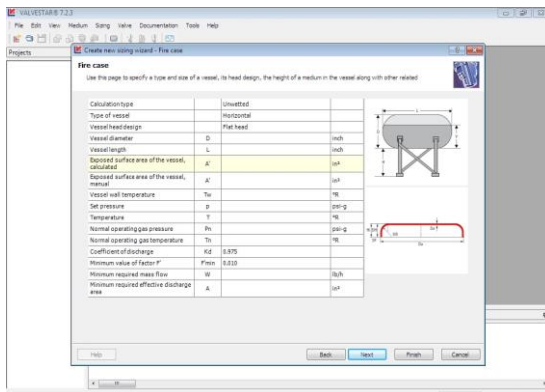 VALVESTAR® 7.2.3
File Edit View Medium Sizing Valve Documentation Tools Help
Projects
Create new sizing wizard - Fire case
Fire case
Use this page to specify a type and size of a vessel, its head design, the height of a medium in the vessel along with other related
Calculation type Unwetted
Type of vessel Horizontal
Vessel head design Flat head
Vessel diameter D inch
Vessel length L inch
Exposed surface area of the vessel, calculated A' in²
Exposed surface area of the vessel, manual A' in²
Vessel wall temperature Tw °R
Set pressure p psi-g
Temperature T °R
Normal operating gas pressure Pn psi-g
Normal operating gas temperature Tn °R
Coefficient of discharge Kd 0.975
Minimum value of factor F' F'min 0.010
Minimum required mass flow W lb/h
Minimum required effective discharge area A in²
Help Back Next Finish Cancel